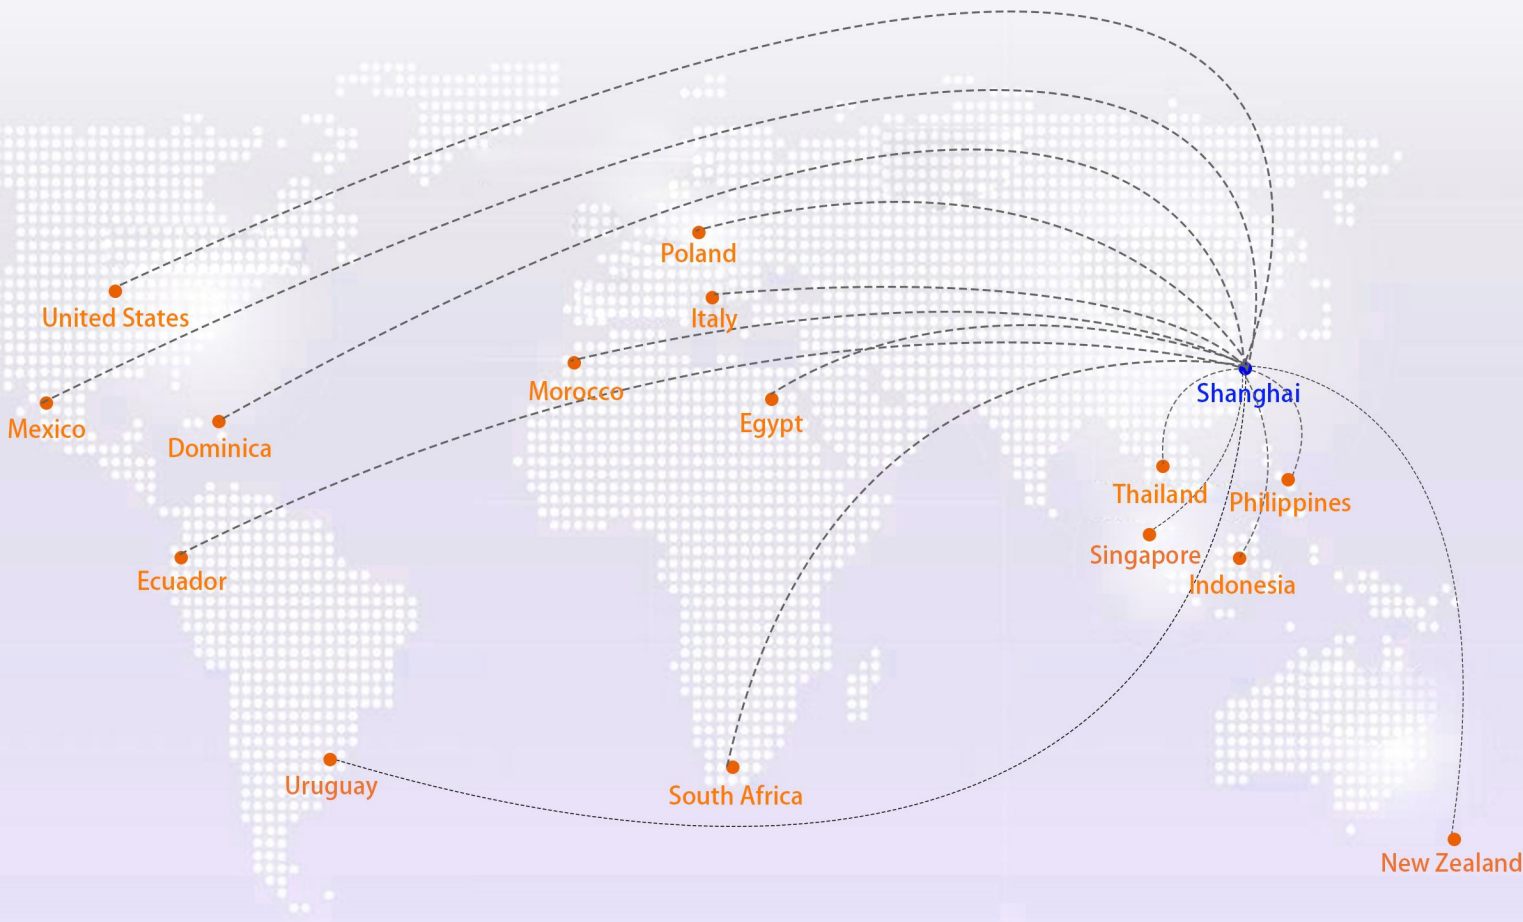 Poland
United States
Italy
Morocco
Shanghai
Mexico
Dominica
Egypt
Thailand
Philippines
Singapore
Ecuador
Indonesia
Uruguay
South Africa
New Zealand